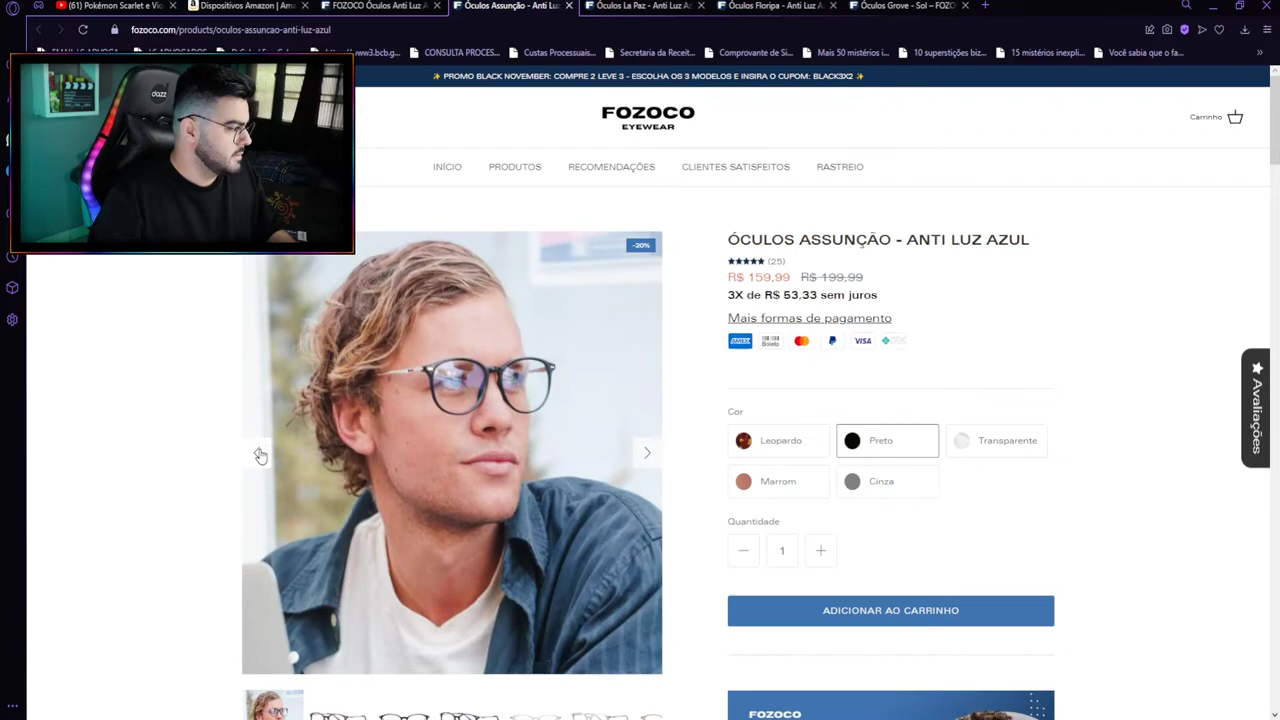 (61) Pokémon Scarlet e Vio
Dispositivos Amazon | Am
FOZOCO Óculos Anti Luz A
Óculos Assunção - Anti Luz
Óculos La Paz - Anti Luz Az
Óculos Floripa - Anti Luz Az
Óculos Grove - Sol – FOZOCO
fozoco.com/products/oculos-assuncao-anti-luz-azul
CONSULTA PROCES...
Custas Processuais...
Secretaria da Receit...
Comprovante de Si...
Mais 50 mistérios i...
10 superstições biz...
15 mistérios inexpli...
Você sabia que o fa...
dazz
✨ PROMO BLACK NOVEMBER: COMPRE 2 LEVE 3 - ESCOLHA OS 3 MODELOS E INSIRA O CUPOM: BLACK3X2 ✨
FOZOCO
EYEWEAR
Carrinho
INÍCIO PRODUTOS RECOMENDAÇÕES CLIENTES SATISFEITOS RASTREIO
-20%
ÓCULOS ASSUNÇÃO - ANTI LUZ AZUL
(25)
R$ 159,99 R$ 199,99
3X de R$ 53,33 sem juros
Mais formas de pagamento
AMEX Boleto VISA
Cor
Leopardo Preto Transparente
Marrom Cinza
Quantidade
1
ADICIONAR AO CARRINHO
Avaliações
FOZOCO